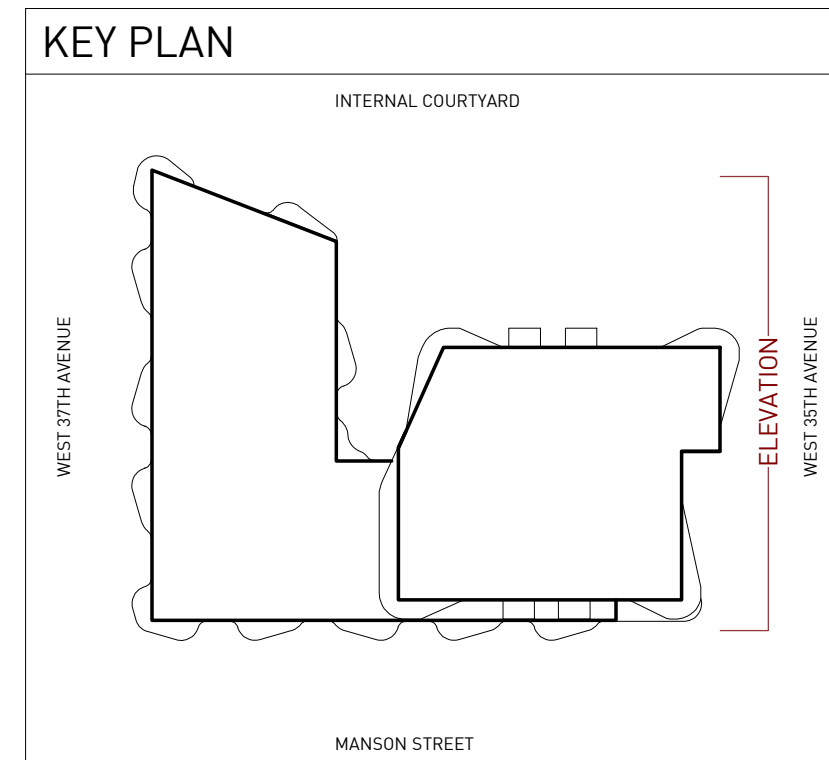 KEY PLAN
INTERNAL COURTYARD
WEST 37TH AVENUE
ELEVATION
WEST 35TH AVENUE
MANSON STREET